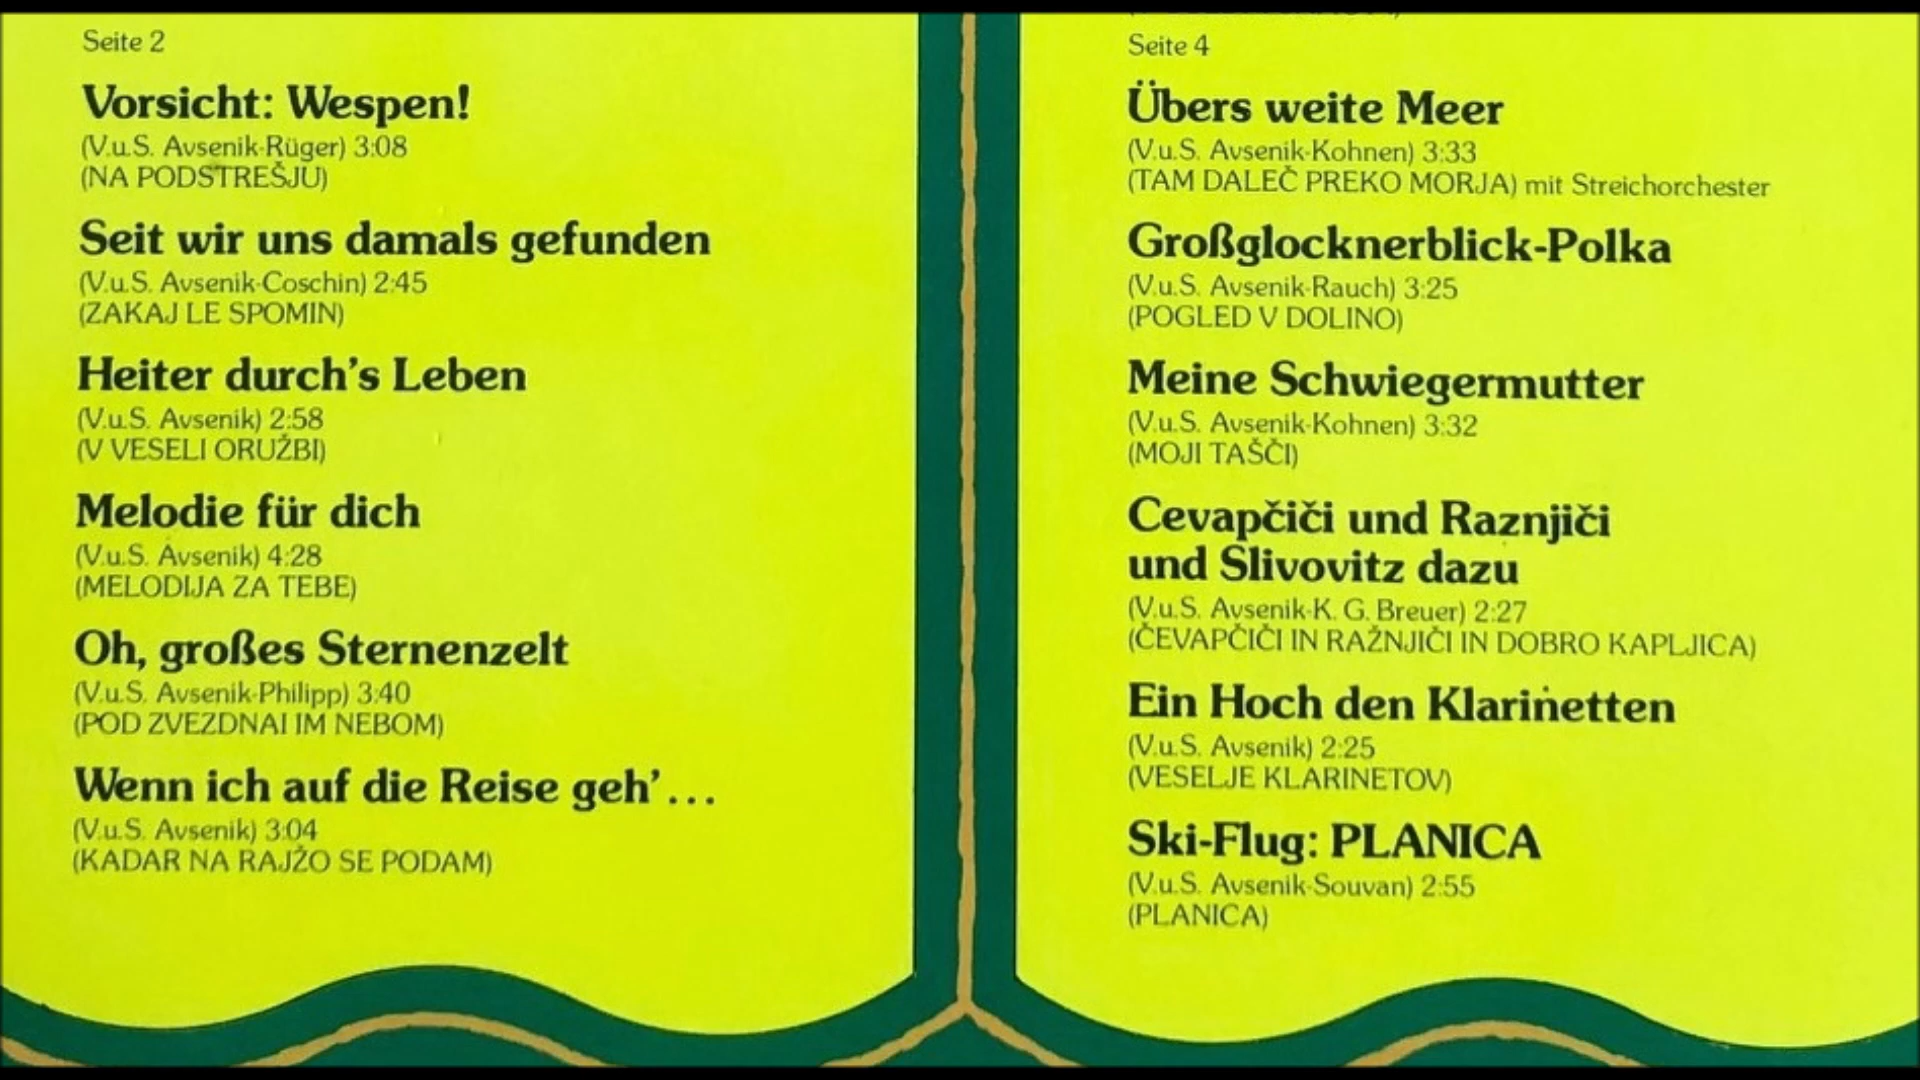 Seite 2
Vorsicht: Wespen!
(V.u.S. Avsenik-Rüger) 3:08
(NA PODSTREŠJU)
Seit wir uns damals gefunden
(V.u.S. Avsenik-Coschin) 2:45
(ZAKAJ LE SPOMIN)
Heiter durch's Leben
(V.u.S. Avsenik) 2:58
(V VESELI ORUŽBI)
Melodie für dich
(V.u.S. Avsenik) 4:28
(MELODIJA ZA TEBE)
Oh, großes Sternenzelt
(V.u.S. Avsenik-Philipp) 3:40
(POD ZVEZDNAI IM NEBOM)
Wenn ich auf die Reise geh'...
(V.u.S. Avsenik) 3:04
(KADAR NA RAJŽO SE PODAM)
Seite 4
Übers weite Meer
(V.u.S. Avsenik-Kohnen) 3:33
(TAM DALEČ PREKO MORJA) mit Streichorchester
Großglocknerblick-Polka
(V.u.S. Avsenik-Rauch) 3:25
(POGLED V DOLINO)
Meine Schwiegermutter
(V.u.S. Avsenik-Kohnen) 3:32
(MOJI TAŠČI)
Cevapčiči und Raznjiči
und Slivovitz dazu
(V.u.S. Avsenik-K. G. Breuer) 2:27
(ČEVAPČIČI IN RAŽNJIČI IN DOBRO KAPLJICA)
Ein Hoch den Klarinetten
(V.u.S. Avsenik) 2:25
(VESELJE KLARINETOV)
Ski-Flug: PLANICA
(V.u.S. Avsenik-Souvan) 2:55
(PLANICA)